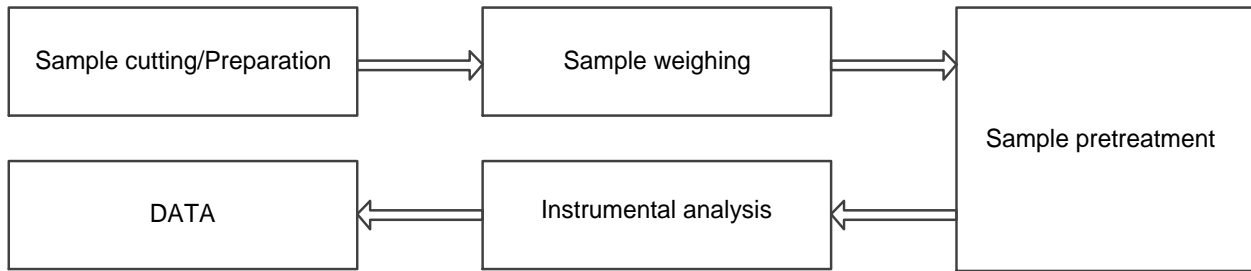 Sample cutting/Preparation
Sample weighing
Sample pretreatment
Instrumental analysis
DATA